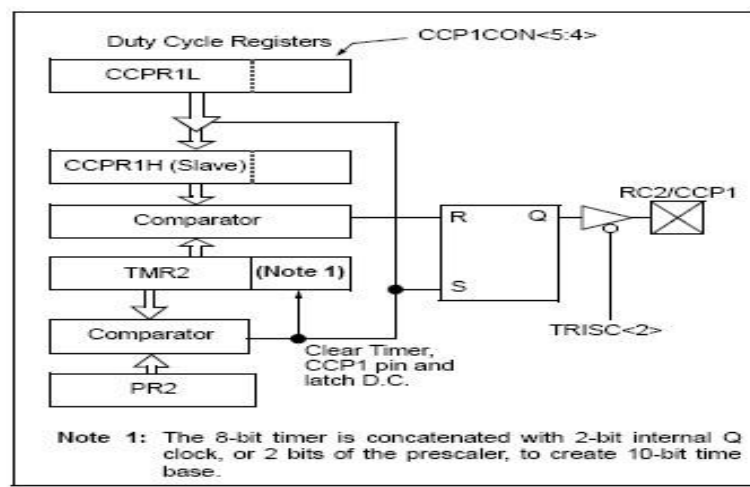 Duty Cycle Registers
CCP1CON<5:4>
CCPR1L
CCPR1H (Slave)
Comparator
TMR2
(Note 1)
Comparator
PR2
R
Q
S
RC2/CCP1
TRISC<2>
Clear Timer,
CCP1 pin and
latch D.C.
Note 1: The 8-bit timer is concatenated with 2-bit internal Q
clock, or 2 bits of the prescaler, to create 10-bit time
base.